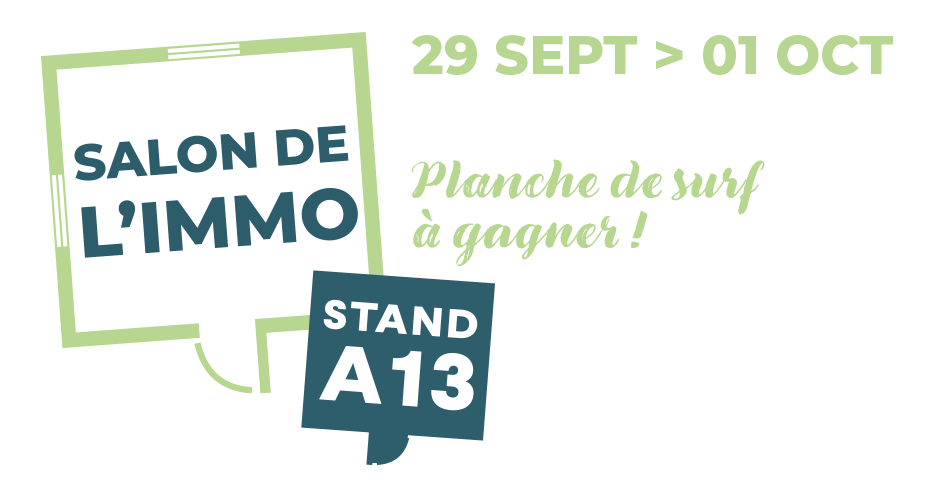 29 SEPT > 01 OCT
SALON DE
L'IMMO
Planche de surf
à gagner !
STAND
A13